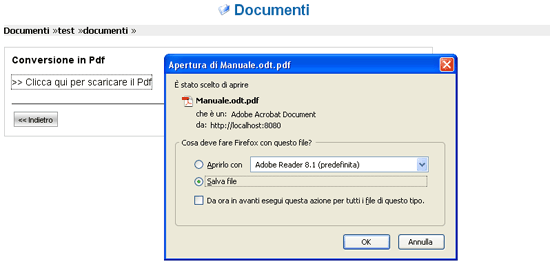 Documenti
Documenti »test »documenti »
Conversione in Pdf
>> Clicca qui per scaricare il Pdf
<< Indietro
Apertura di Manuale.odt.pdf
È stato scelto di aprire
Manuale.odt.pdf
che è un: Adobe Acrobat Document
da: http://localhost:8080
Cosa deve fare Firefox con questo file?
Aprirlo con
Adobe Reader 8.1 (predefinita)
Salva file
Da ora in avanti esegui questa azione per tutti i file di questo tipo.
OK
Annulla